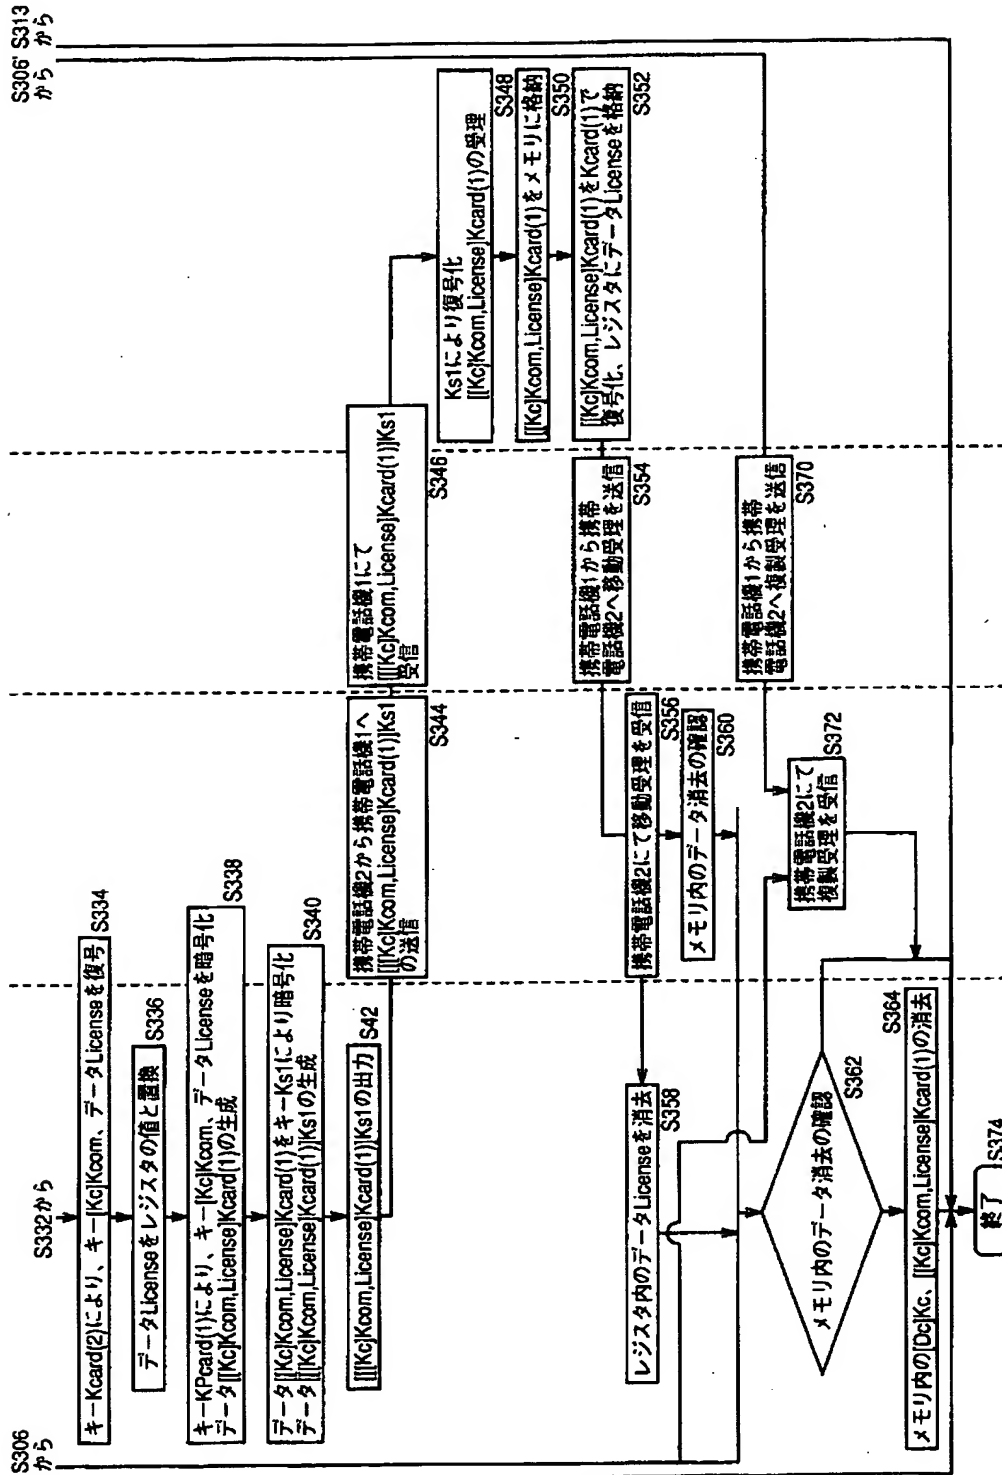 S306
から
S332から
S306'
から
S313
から
キーKcard(2)により、キー[Kc]Kcom、データLicenseを復号
S334
データLicenseをレジスタの値と置換
S336
キーKPcard(1)により、キー[Kc]Kcom、データLicenseを暗号化
データ[[Kc]Kcom,License]Kcard(1)の生成
S338
データ[[Kc]Kcom,License]Kcard(1)をキーKs1により暗号化
データ[[[Kc]Kcom,License]Kcard(1)]Ks1の生成
S340
[[[Kc]Kcom,License]Kcard(1)]Ks1の出力
S42
携帯電話機2から携帯電話機1へ
[[[Kc]Kcom,License]Kcard(1)]Ks1
の送信
S344
携帯電話機1にて
[[[Kc]Kcom,License]Kcard(1)]Ks1
受信
S346
Ks1により復号化
[[Kc]Kcom,License]Kcard(1)の受理
S348
[[Kc]Kcom,License]Kcard(1)をメモリに格納
S350
[[Kc]Kcom,License]Kcard(1)をKcard(1)で
復号化、レジスタにデータLicenseを格納
S352
携帯電話機1から携帯
電話機2へ移動受理を送信
S354
携帯電話機2にて移動受理を受信
S356
レジスタ内のデータLicenseを消去
S358
メモリ内のデータ消去の確認
S360
メモリ内のデータ消去の確認
S362
メモリ内の[Dc]Kc、[[Kc]Kcom,License]Kcard(1)の消去
S364
携帯電話機1から携帯
電話機2へ複製受理を送信
S370
携帯電話機2にて
複製受理を受信
S372
終了
S374